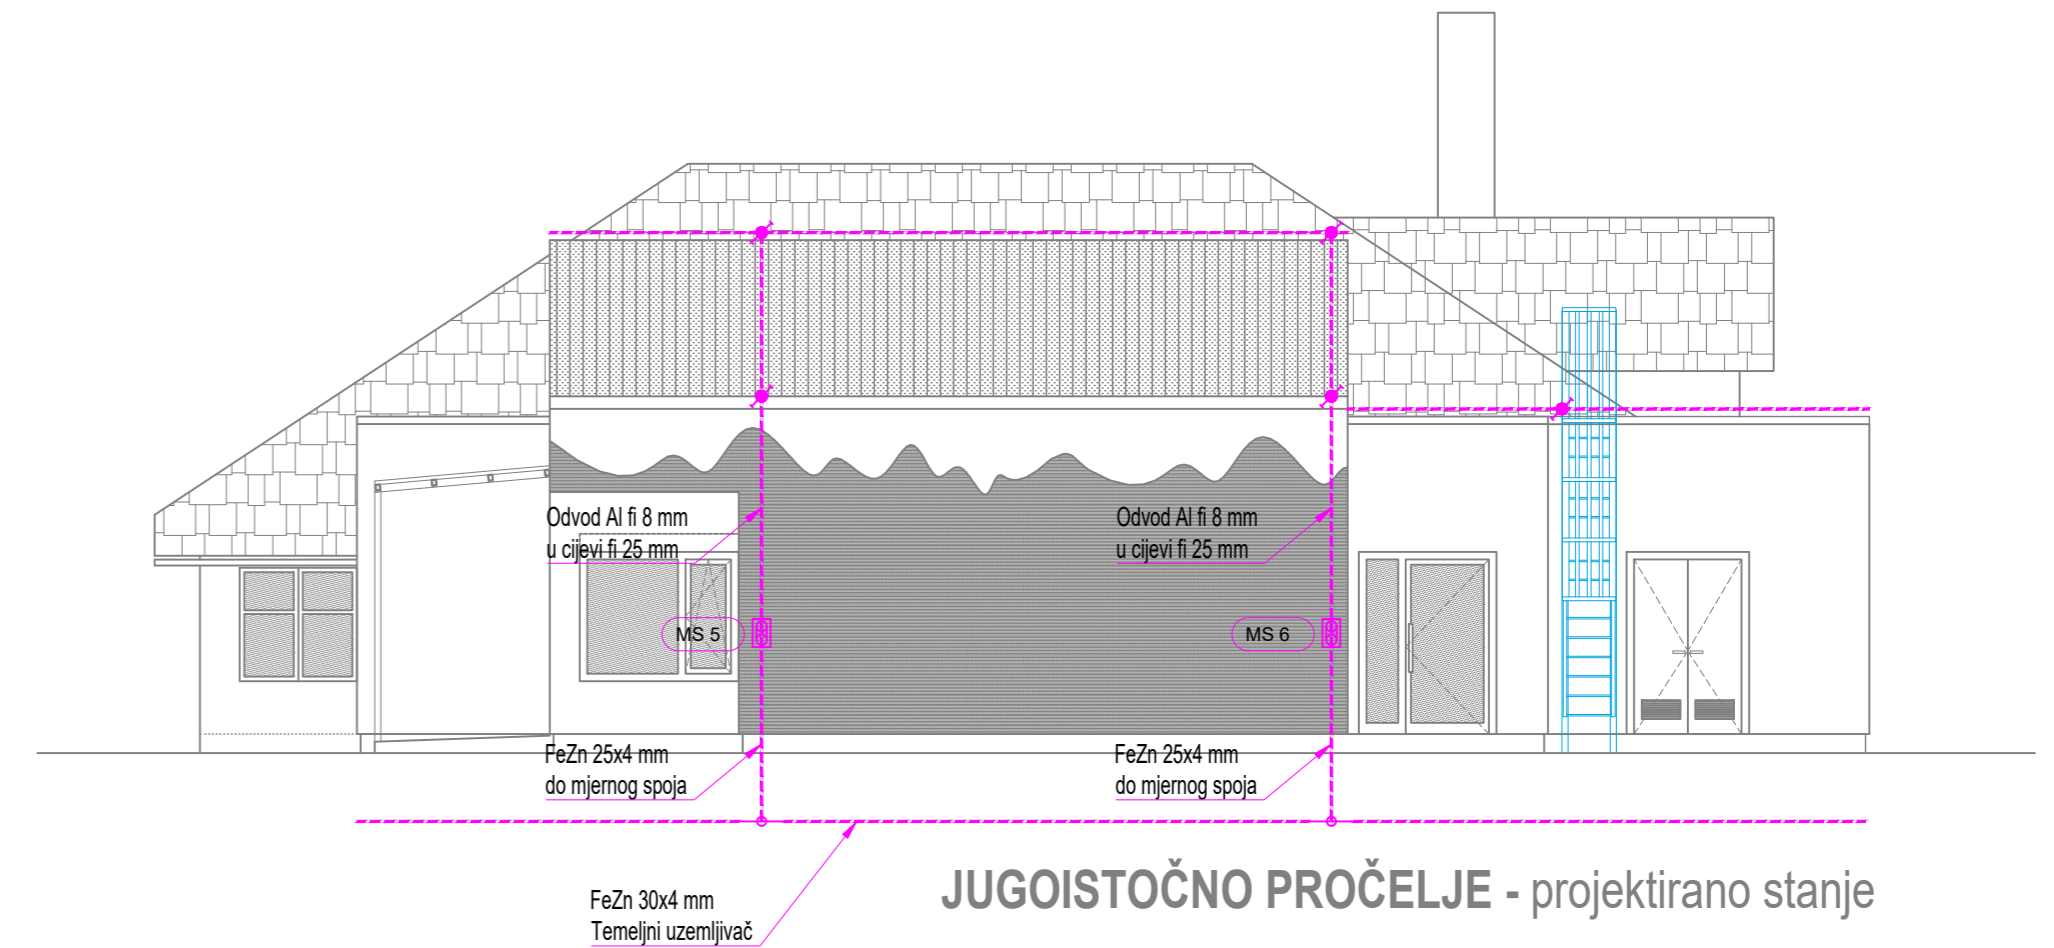 Odvod Al fi 8 mm
u cijevi fi 25 mm
Odvod Al fi 8 mm
u cijevi fi 25 mm
MS 5
MS 6
FeZn 25x4 mm
do mjernog spoja
FeZn 25x4 mm
do mjernog spoja
FeZn 30x4 mm
Temeljni uzemljivač
JUGOISTOČNO PROČELJE - projektirano stanje